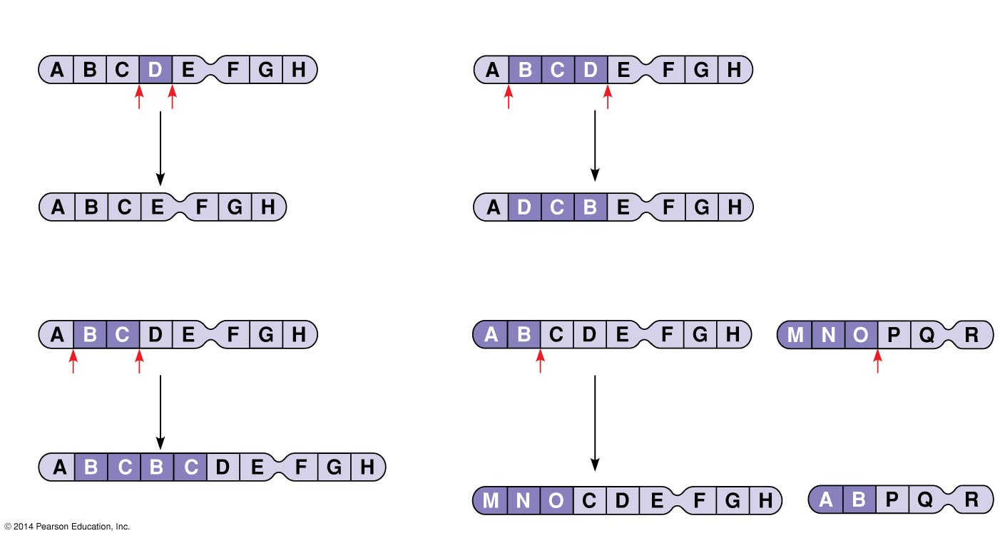 A B C D E F G H
A B C D E F G H
A B C E F G H
A D C B E F G H
A B C D E F G H
A B C D E F G H
M N O P Q R
A B C B C D E F G H
M N O C D E F G H
A B P Q R
© 2014 Pearson Education, Inc.